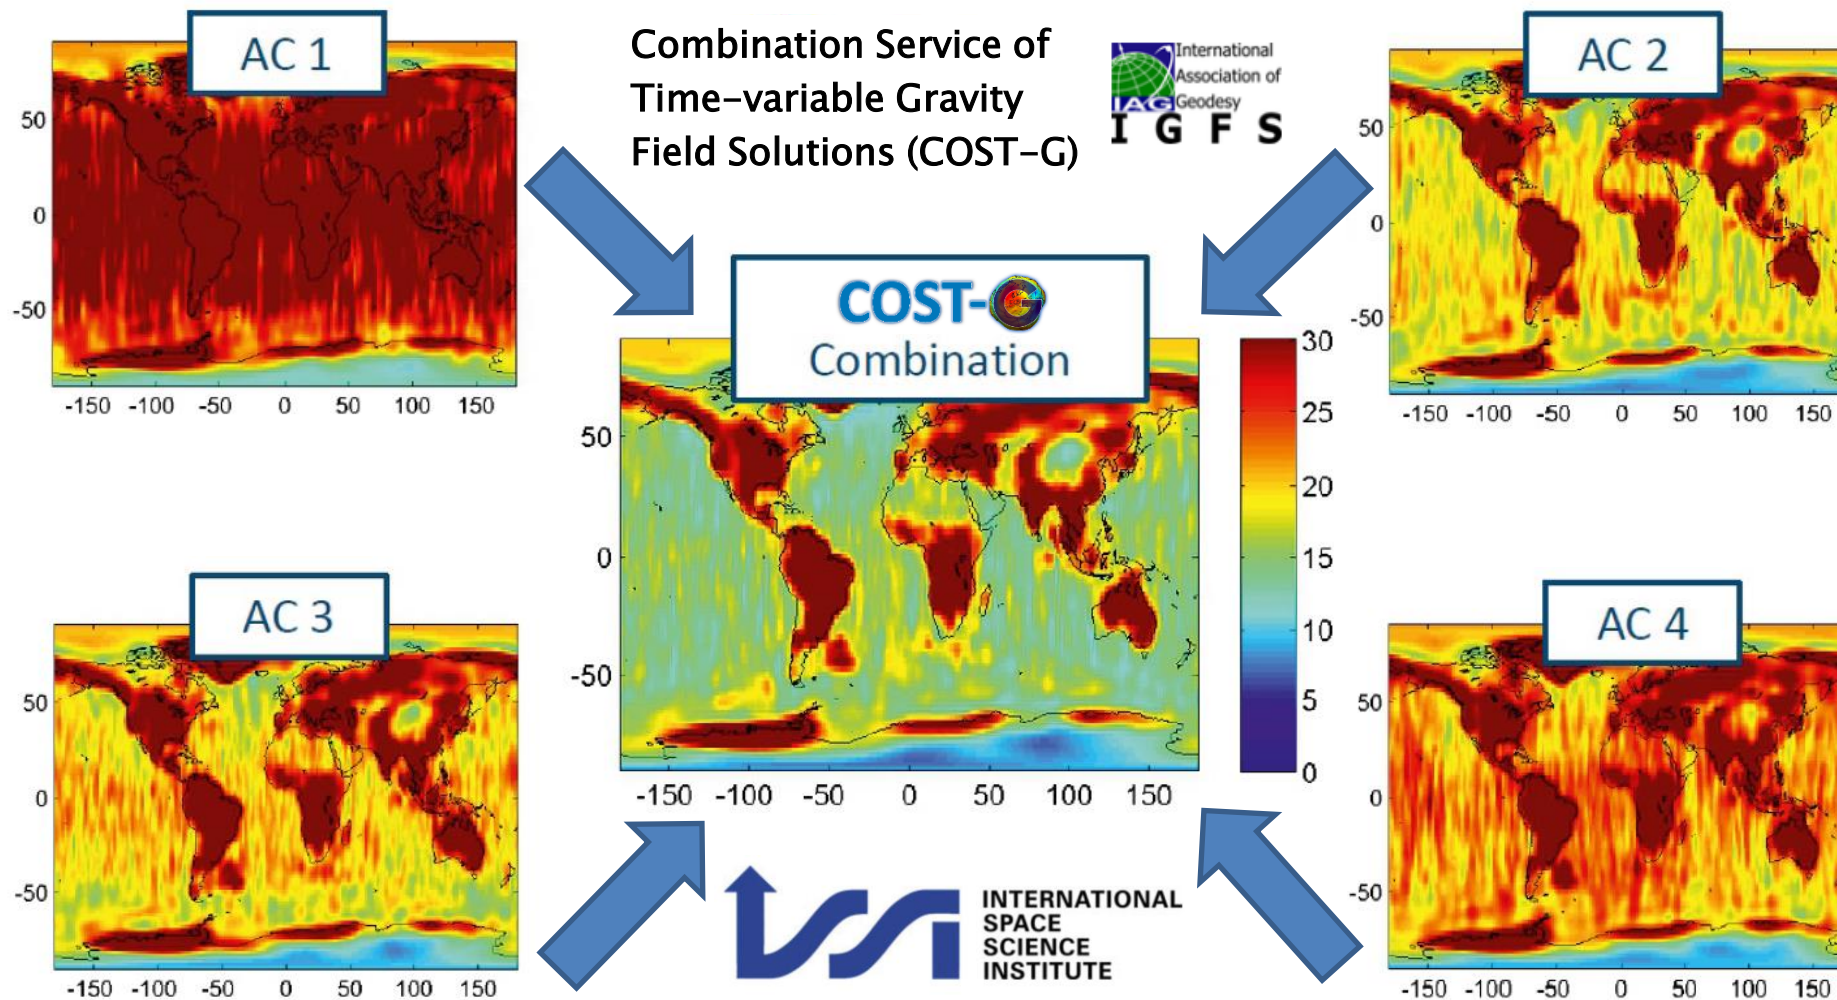 AC 1
50
0
-50
-150 -100 -50 0 50 100 150
Combination Service of
Time-variable Gravity
Field Solutions (COST-G)
International
Association of
Geodesy
IAG
I G F S
AC 2
50
0
-50
-150 -100 -50 0 50 100 150
COST-G
Combination
50
0
-50
-150 -100 -50 0 50 100 150
30
25
20
15
10
5
0
AC 3
50
0
-50
-150 -100 -50 0 50 100 150
AC 4
50
0
-50
-150 -100 -50 0 50 100 150
ISSI
INTERNATIONAL
SPACE
SCIENCE
INSTITUTE